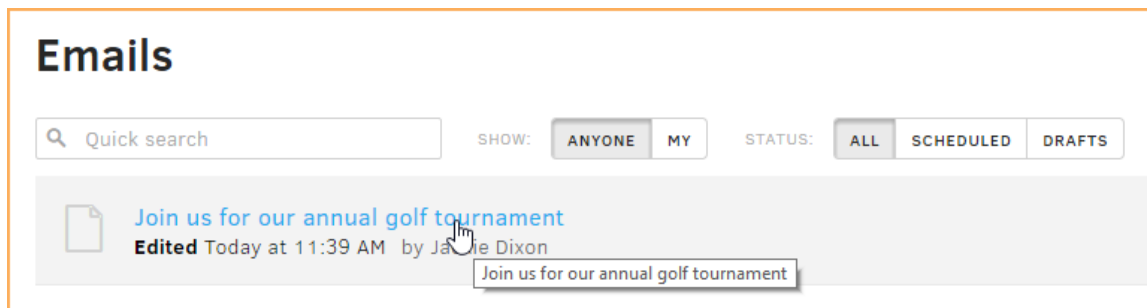 Emails
Quick search
SHOW: ANYONE MY STATUS: ALL SCHEDULED DRAFTS
Join us for our annual golf tournament
Edited Today at 11:39 AM by Dixon
Join us for our annual golf tournament